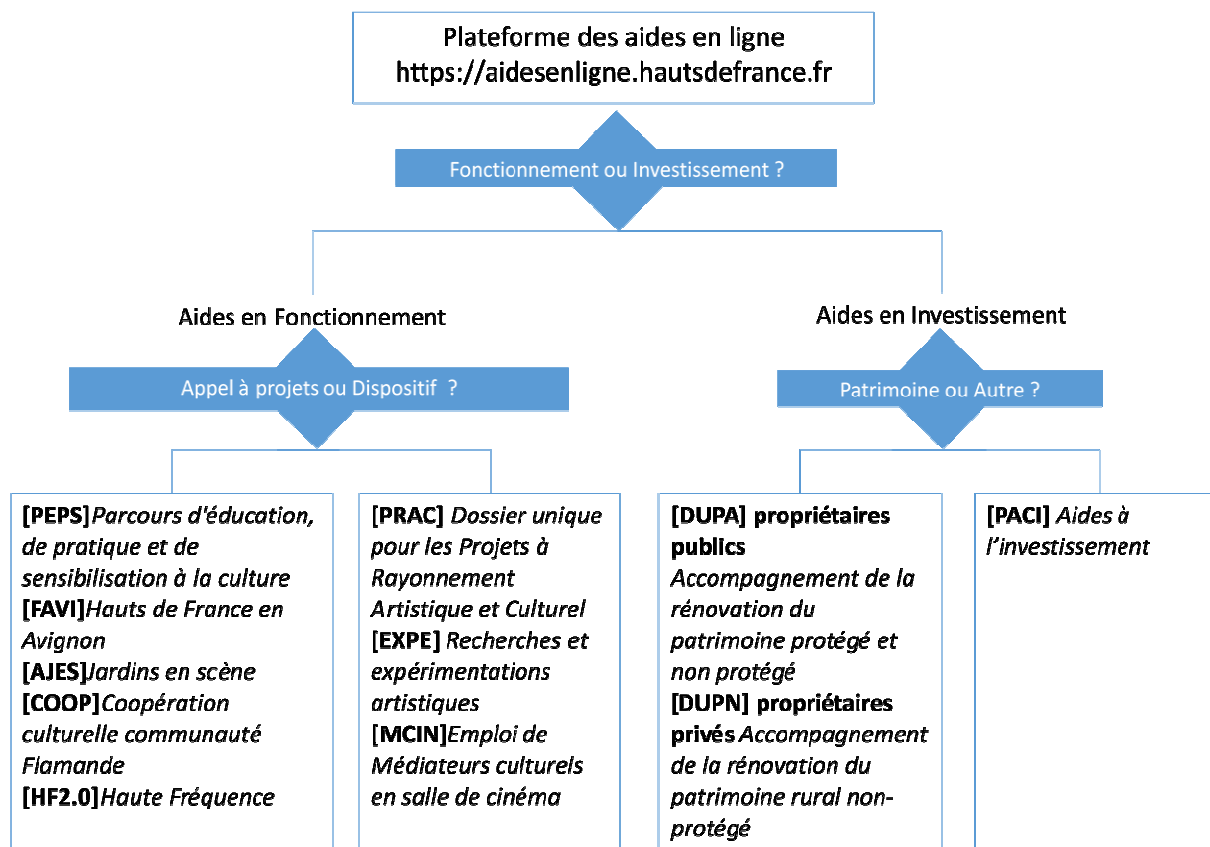 Plateforme des aides en ligne
https://aidesenligne.hautsdefrance.fr
Fonctionnement ou Investissement ?
Aides en Fonctionnement
Aides en Investissement
Appel à projets ou Dispositif ?
Patrimoine ou Autre ?
[PEPS]Parcours d'éducation,
de pratique et de
sensibilisation à la culture
[FAVI]Hauts de France en
Avignon
[AJES]Jardins en scène
[COOP]Coopération
culturelle communauté
Flamande
[HF2.0]Haute Fréquence
[PRAC] Dossier unique
pour les Projets à
Rayonnement
Artistique et Culturel
[EXPE] Recherches et
expérimentations
artistiques
[MCIN]Emploi de
Médiateurs culturels
en salle de cinéma
[DUPA] propriétaires
publics
Accompagnement de la
rénovation du
patrimoine protégé et
non protégé
[DUPN] propriétaires
privés Accompagnement
de la rénovation du
patrimoine rural non-
protégé
[PACI] Aides à
l’investissement